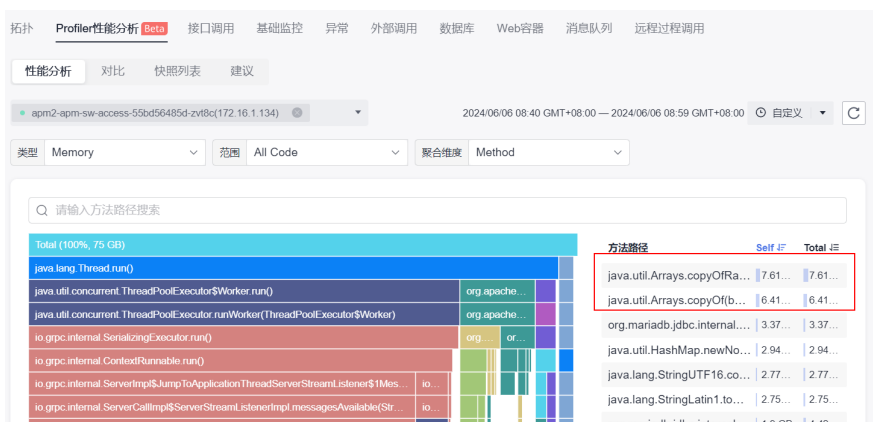 拓扑 Profiler性能分析 Beta 接口调用 基础监控 异常 外部调用 数据库 Web容器 消息队列 远程过程调用
性能分析 对比 快照列表 建议
apm2-apm-sw-access-55bd56485d-zvt8c(172.16.1.134) 2024/06/06 08:40 GMT+08:00 — 2024/06/06 08:59 GMT+08:00 自定义
类型 Memory 范围 All Code 聚合维度 Method
请输入方法路径搜索
Total (100%, 75 GB)
java.lang.Thread.run()
java.util.concurrent.ThreadPoolExecutor$Worker.run() org.apache...
java.util.concurrent.ThreadPoolExecutor.runWorker(ThreadPoolExecutor$Worker) org.apache...
io.grpc.internal.SerializingExecutor.run() org.... or...
io.grpc.internal.ContextRunnable.run()
io.grpc.internal.ServerImpl$JumpToApplicationThreadServerStreamListener$1Mes... io...
io.grpc.internal.ServerCallImpl$ServerStreamListenerImpl.messagesAvailable(Str... io...
方法路径 Self Total
java.util.Arrays.copyOfRa... 7.61... 7.61...
java.util.Arrays.copyOf(b... 6.41... 6.41...
org.mariadb.jdbc.internal.... 3.37... 3.37...
java.util.HashMap.newNo... 2.94... 2.94...
java.lang.StringUTF16.co... 2.77... 2.77...
java.lang.StringLatin1.to... 2.75... 2.75...